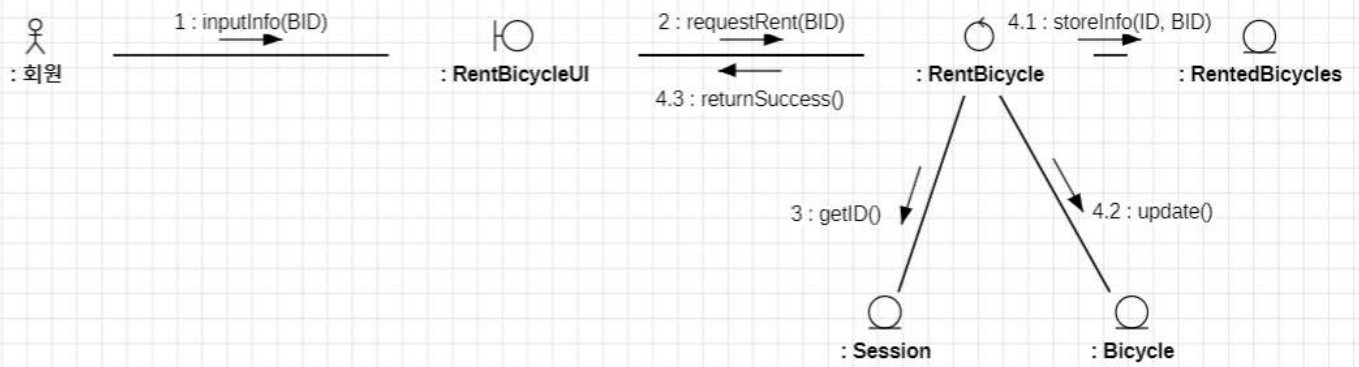 1 : inputInfo(BID)
2 : requestRent(BID)
4.1 : storeInfo(ID, BID)
: 회원
: RentBicycleUI
: RentBicycle
: RentedBicycles
4.3 : returnSuccess()
3 : getID()
4.2 : update()
: Session
: Bicycle